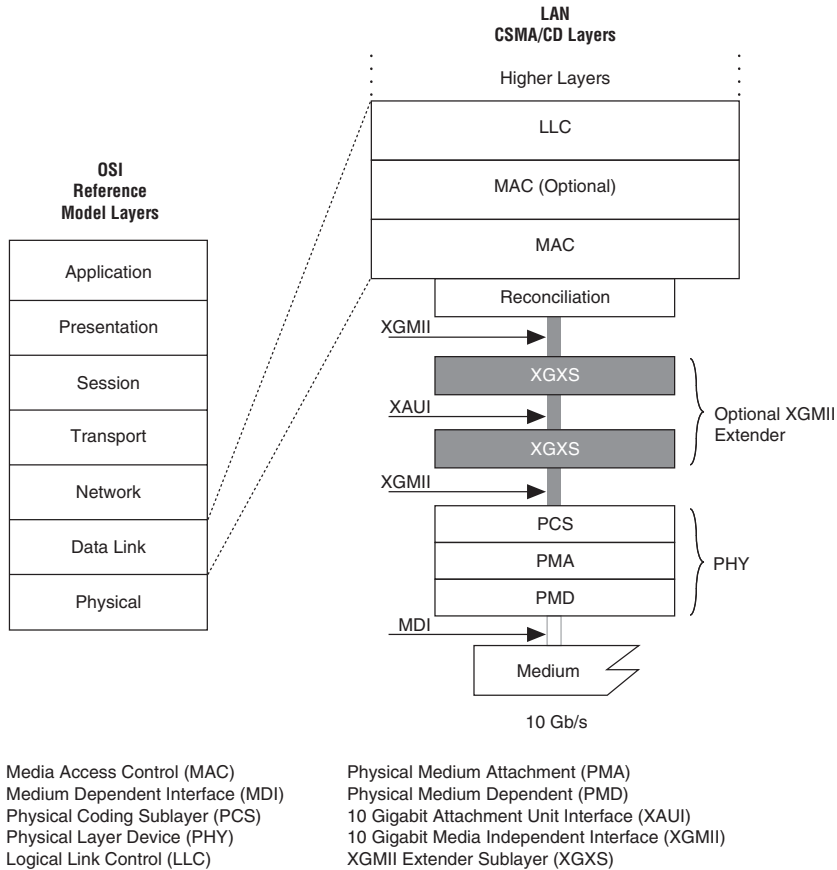 LAN
CSMA/CD Layers
Higher Layers
LLC
MAC (Optional)
MAC
Reconciliation
XGMII
XGXS
XAUI
XGXS
Optional XGMII
Extender
XGMII
PCS
PMA
PMD
PHY
MDI
Medium
10 Gb/s
OSI
Reference
Model Layers
Application
Presentation
Session
Transport
Network
Data Link
Physical
Media Access Control (MAC)
Medium Dependent Interface (MDI)
Physical Coding Sublayer (PCS)
Physical Layer Device (PHY)
Logical Link Control (LLC)
Physical Medium Attachment (PMA)
Physical Medium Dependent (PMD)
10 Gigabit Attachment Unit Interface (XAUI)
10 Gigabit Media Independent Interface (XGMII)
XGMII Extender Sublayer (XGXS)